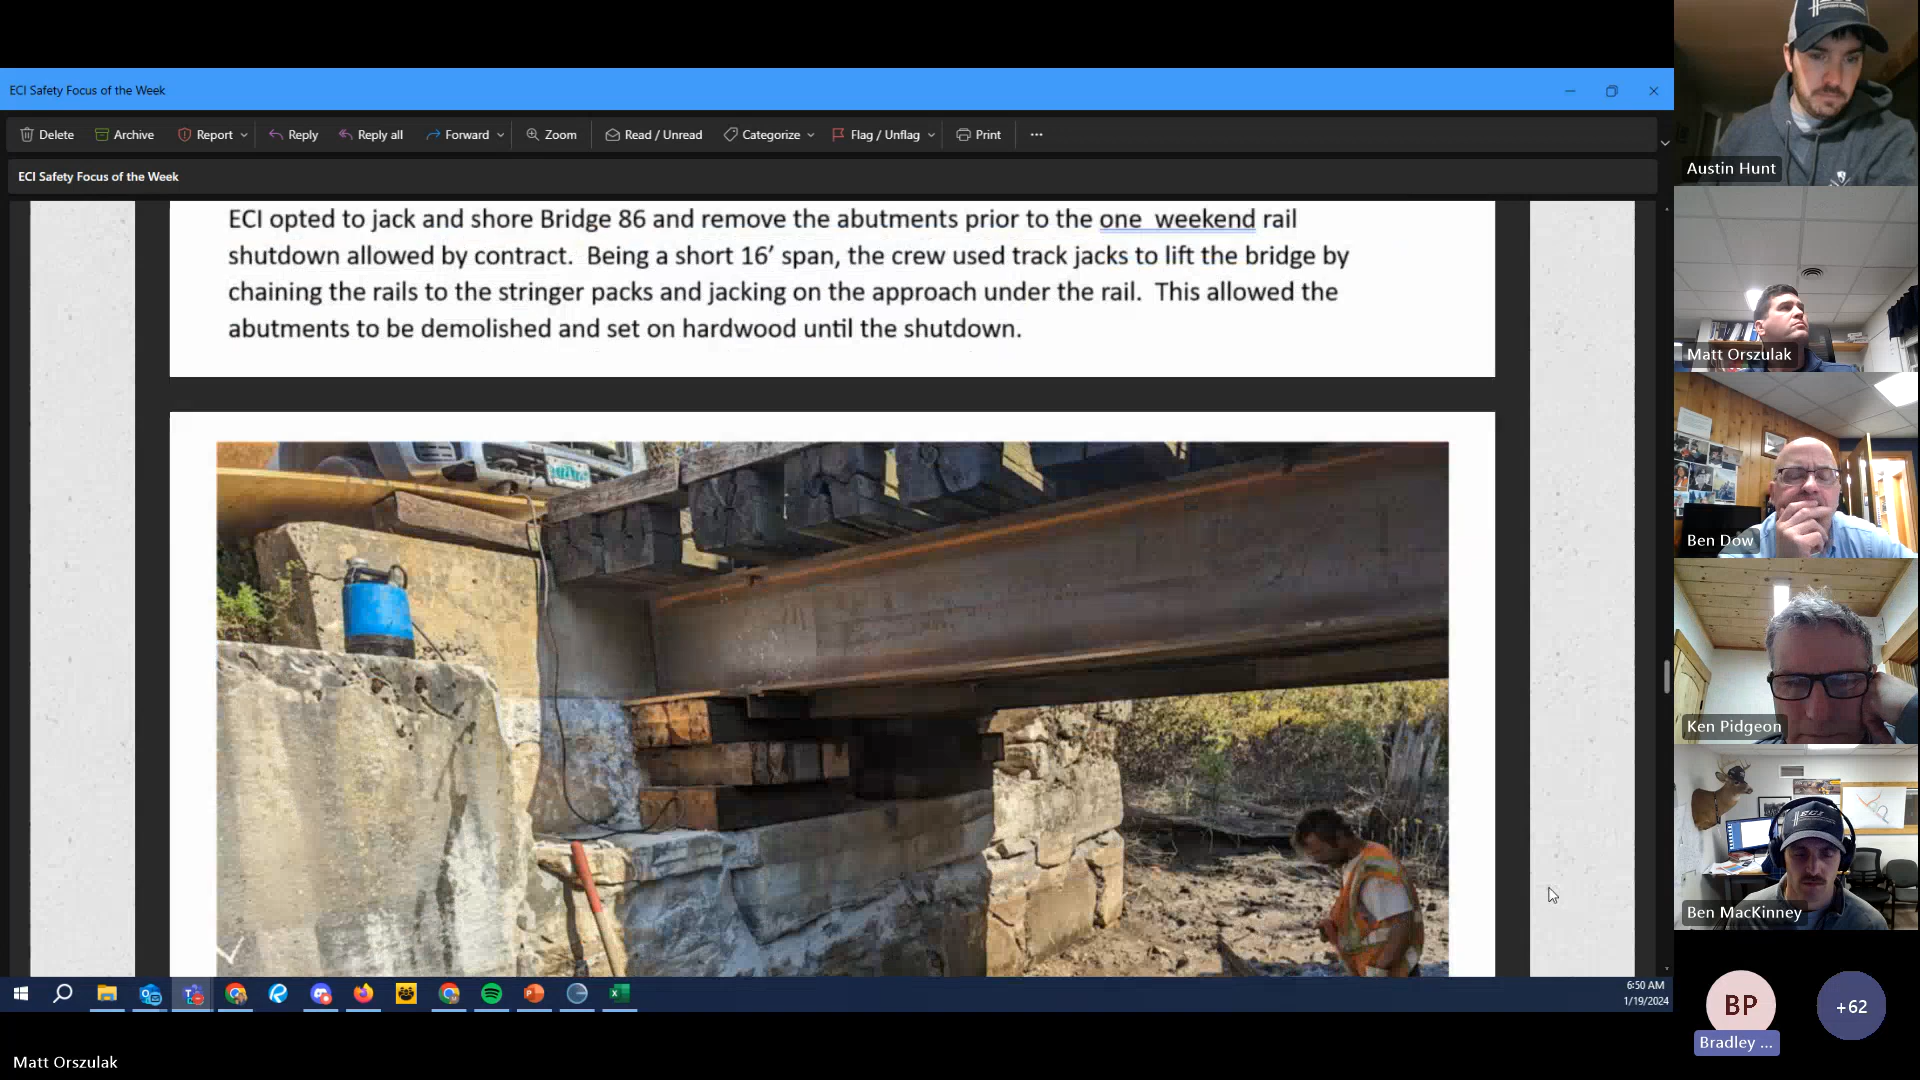 ECI Safety Focus of the Week
Delete Archive Report Reply Reply all Forward Zoom Read / Unread Categorize Flag / Unflag Print
ECI Safety Focus of the Week
ECI opted to jack and shore Bridge 86 and remove the abutments prior to the one  weekend rail
shutdown allowed by contract.  Being a short 16’ span, the crew used track jacks to lift the bridge by
chaining the rails to the stringer packs and jacking on the approach under the rail.  This allowed the
abutments to be demolished and set on hardwood until the shutdown.
Austin Hunt
Matt Orszulak
Ben Dow
Ken Pidgeon
ECI
Ben MacKinney
6:50 AM
1/19/2024
BP
+62
Bradley ...
Matt Orszulak